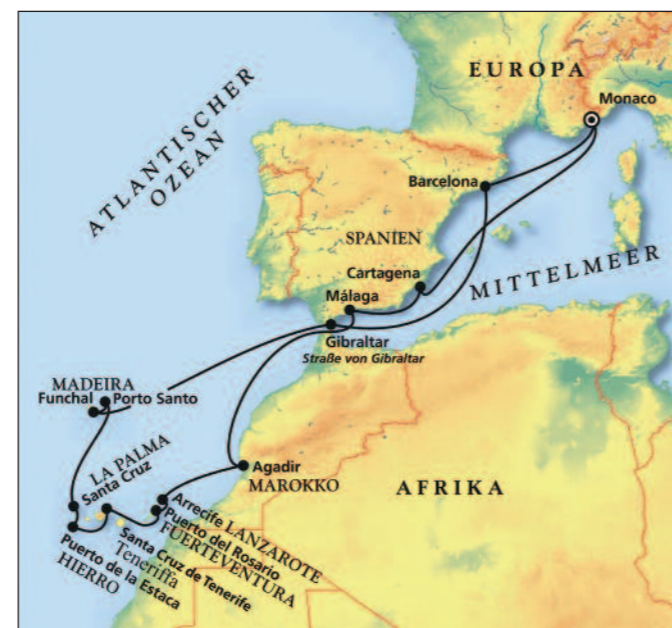 EUROPA
Monaco
ATLANTISCHER
OZEAN
Barcelona
SPANIEN
Cartagena
MITTELMEER
Málaga
Gibraltar
Straße von Gibraltar
MADEIRA
Funchal
Porto Santo
LA PALMA
Santa Cruz
Agadir
MAROKKO
AFRIKA
Arrecife LANZAROTE
Puerto del Rosario
FUERTEVENTURA
Santa Cruz de Tenerife
Teneriffa
Puerto de la Estaca
HIERRO